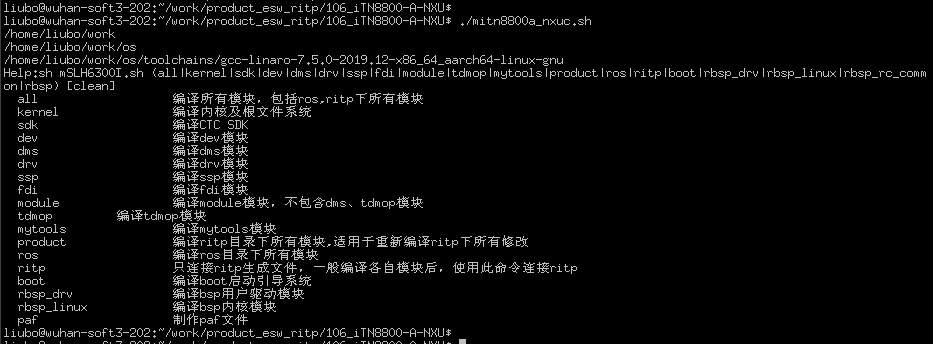 liubo@wuhan-soft3-202:~/work/product_esw_ritp/106_iTN8800-A-NXU$
liubo@wuhan-soft3-202:~/work/product_esw_ritp/106_iTN8800-A-NXU$ ./mitn8800a_nxuc.sh
/home/liubo/work
/home/liubo/work/os
/home/liubo/work/os/toolchains/gcc-linaro-7.5.0-2019.12-x86_64_aarch64-linux-gnu
Help:sh mSLH6300I.sh (all|kernel|sdk|dev|dms|drv|ssp|fdi|module|tdmop|mytools|product|ros|ritp|boot|rbsp_drv|rbsp_linux|rbsp_rc_comm
on|rbsp) [clean]
all 编译所有模块, 包括ros,ritp下所有模块
kernel 编译内核及根文件系统
sdk 编译CTC SDK
dev 编译dev模块
dms 编译dms模块
drv 编译drv模块
ssp 编译ssp模块
fdi 编译fdi模块
module 编译module模块, 不包含dms、tdmop模块
tdmop 编译tdmop模块
mytools 编译mytools模块
product 编译ritp目录下所有模块,适用于重新编译ritp下所有修改
ros 编译ros目录下所有模块
ritp 只连接ritp生成文件, 一般编译各自模块后, 使用此命令连接ritp
boot 编译boot启动引导系统
rbsp_drv 编译bsp用户驱动模块
rbsp_linux 编译bsp内核模块
paf 制作paf文件
liubo@wuhan-soft3-202:~/work/product_esw_ritp/106_iTN8800-A-NXU$